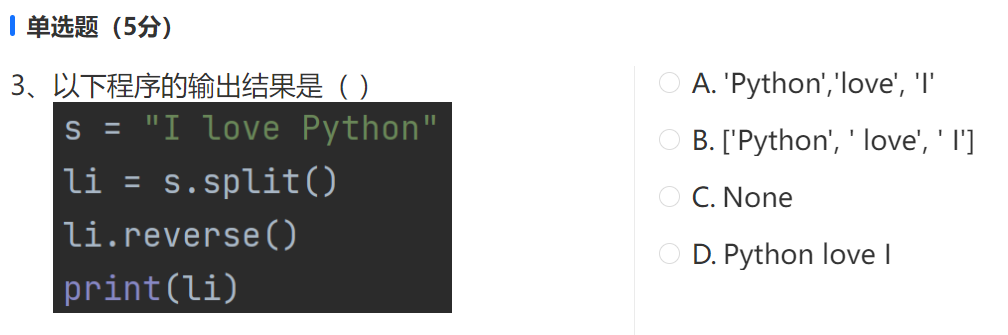 单选题（5分）
3、以下程序的输出结果是（ ）
s = "I love Python"
li = s.split()
li.reverse()
print(li)
A. 'Python','love', 'I'
B. ['Python', ' love', ' I']
C. None
D. Python love I